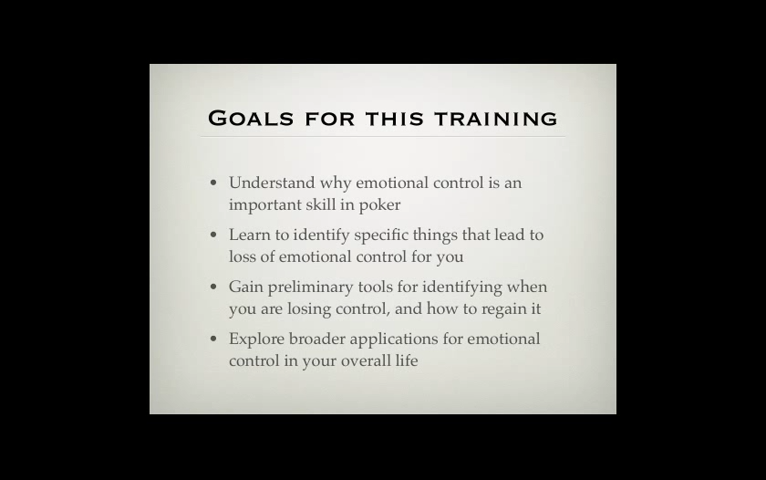 Goals for this training
• Understand why emotional control is an
important skill in poker
• Learn to identify specific things that lead to
loss of emotional control for you
• Gain preliminary tools for identifying when
you are losing control, and how to regain it
• Explore broader applications for emotional
control in your overall life